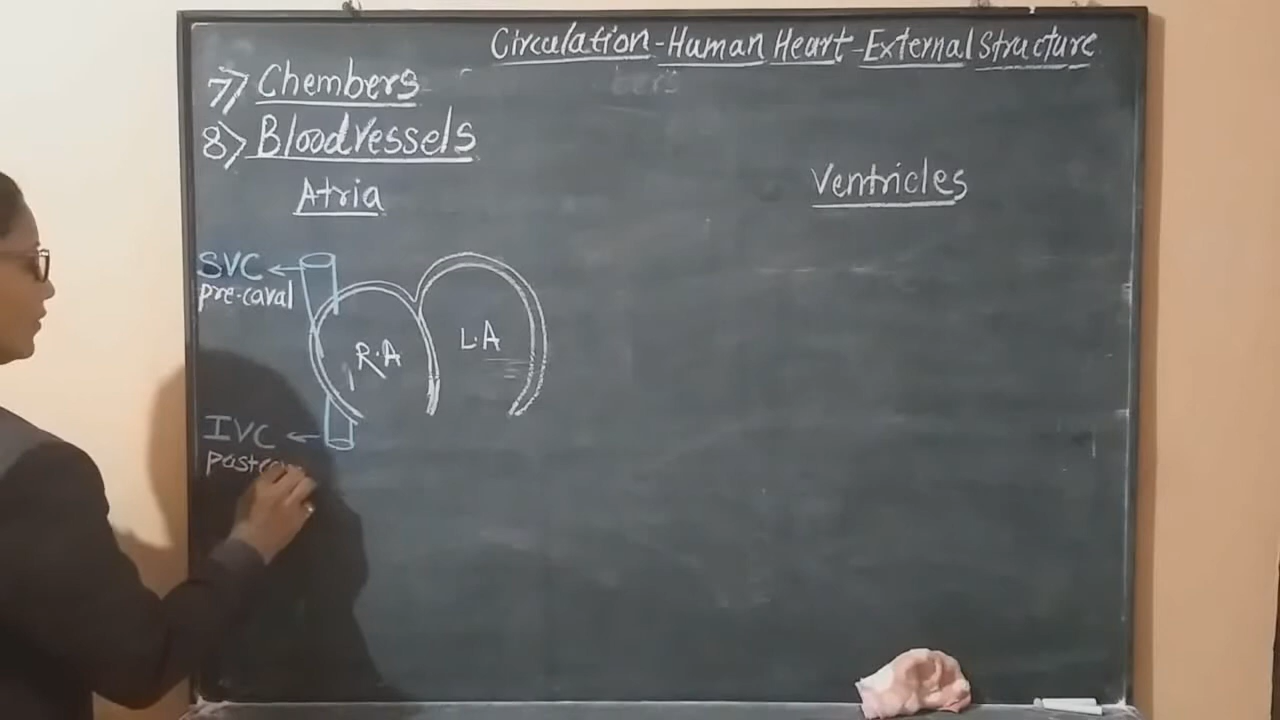 Circulation-Human Heart-External Structure
7) Chembers
8) Bloodvessels
Atria
Ventricles
SVC
pre-caval
R.A
L.A
IVC